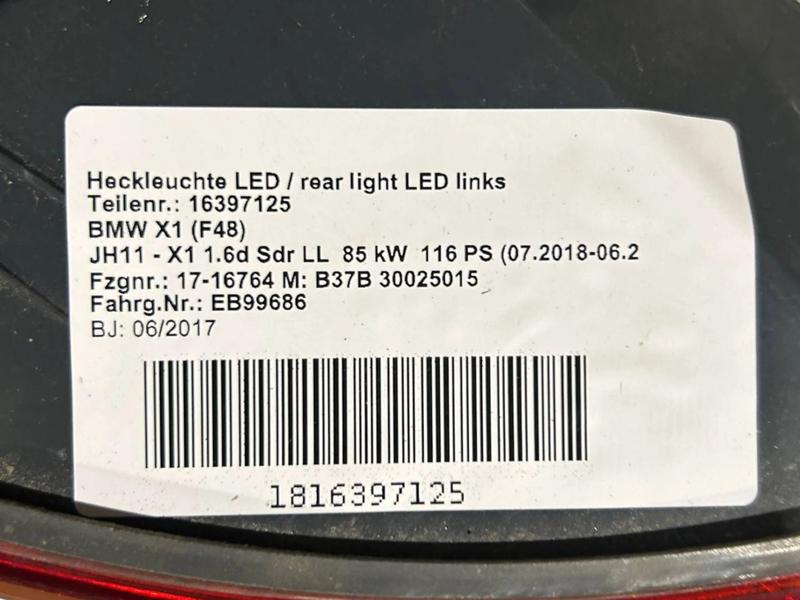 Heckleuchte LED / rear light LED links
Teilenr.: 16397125
BMW X1 (F48)
JH11 - X1 1.6d Sdr LL 85 kW 116 PS (07.2018-06.2
Fzgnr.: 17-16764 M: B37B 30025015
Fahrg.Nr.: EB99686
BJ: 06/2017
1816397125